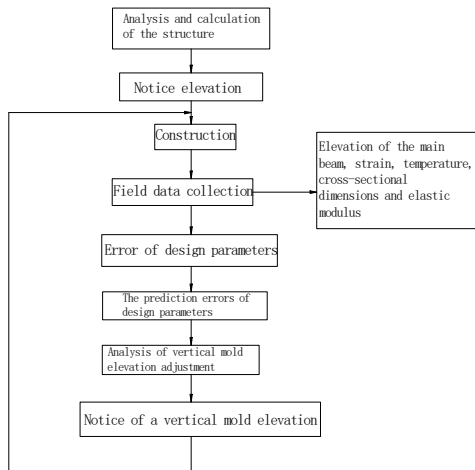 Analysis and calculation
of the structure
Notice elevation
Construction
Field data collection
Elevation of the main
beam, strain, temperature,
cross-sectional
dimensions and elastic
modulus
Error of design parameters
The prediction errors of
design parameters
Analysis of vertical mold
elevation adjustment
Notice of a vertical mold elevation